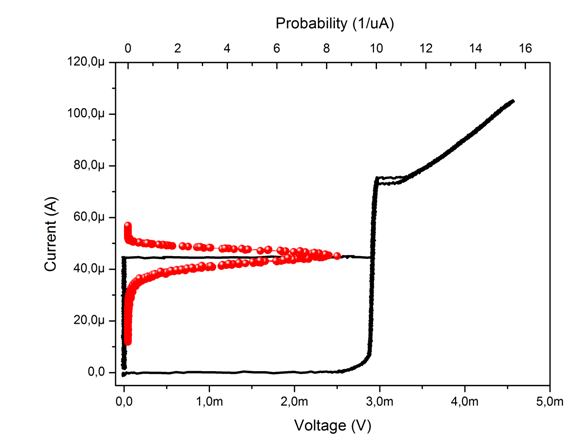 Probability (1/uA)
0 2 4 6 8 10 12 14 16
120,0µ
100,0µ
80,0µ
60,0µ
40,0µ
20,0µ
0,0
Current (A)
0,0 1,0m 2,0m 3,0m 4,0m 5,0m
Voltage (V)